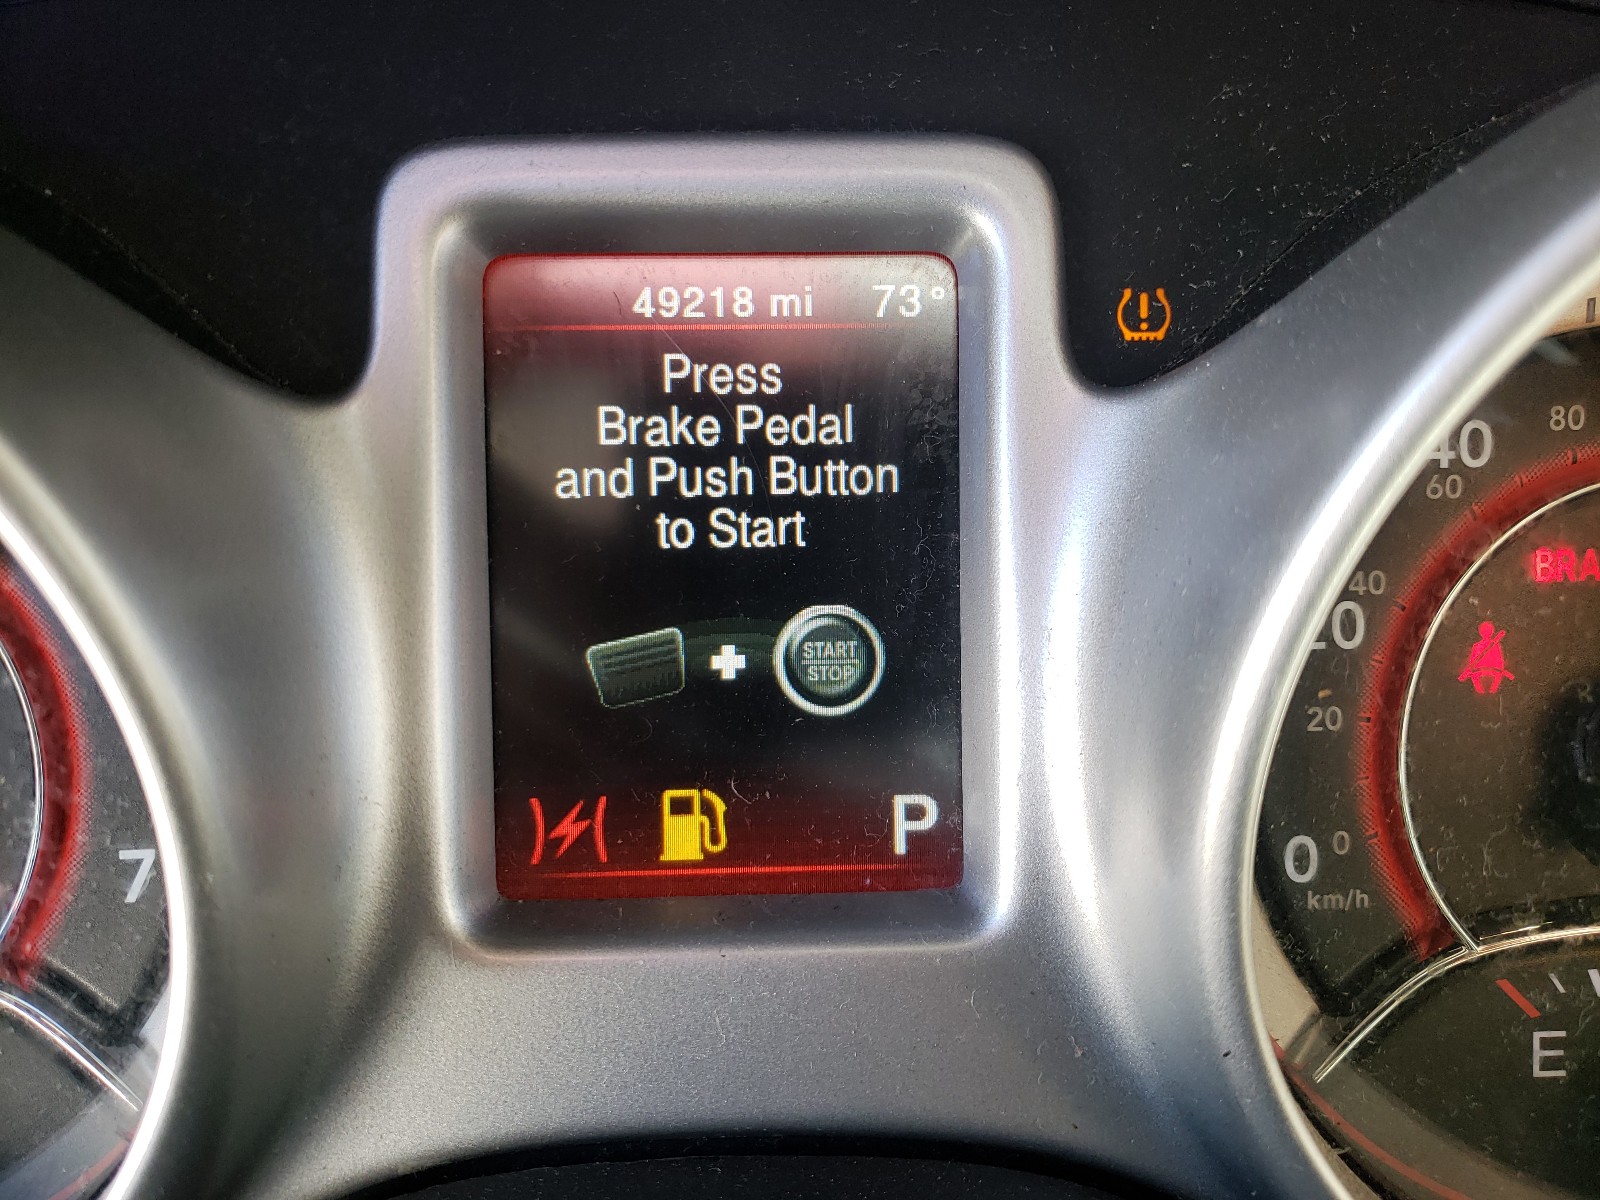 49218 mi 73°
Press
Brake Pedal
and Push Button
to Start
START
STOP
P
7
80
40
60
40
20
20
0 0
km/h
E